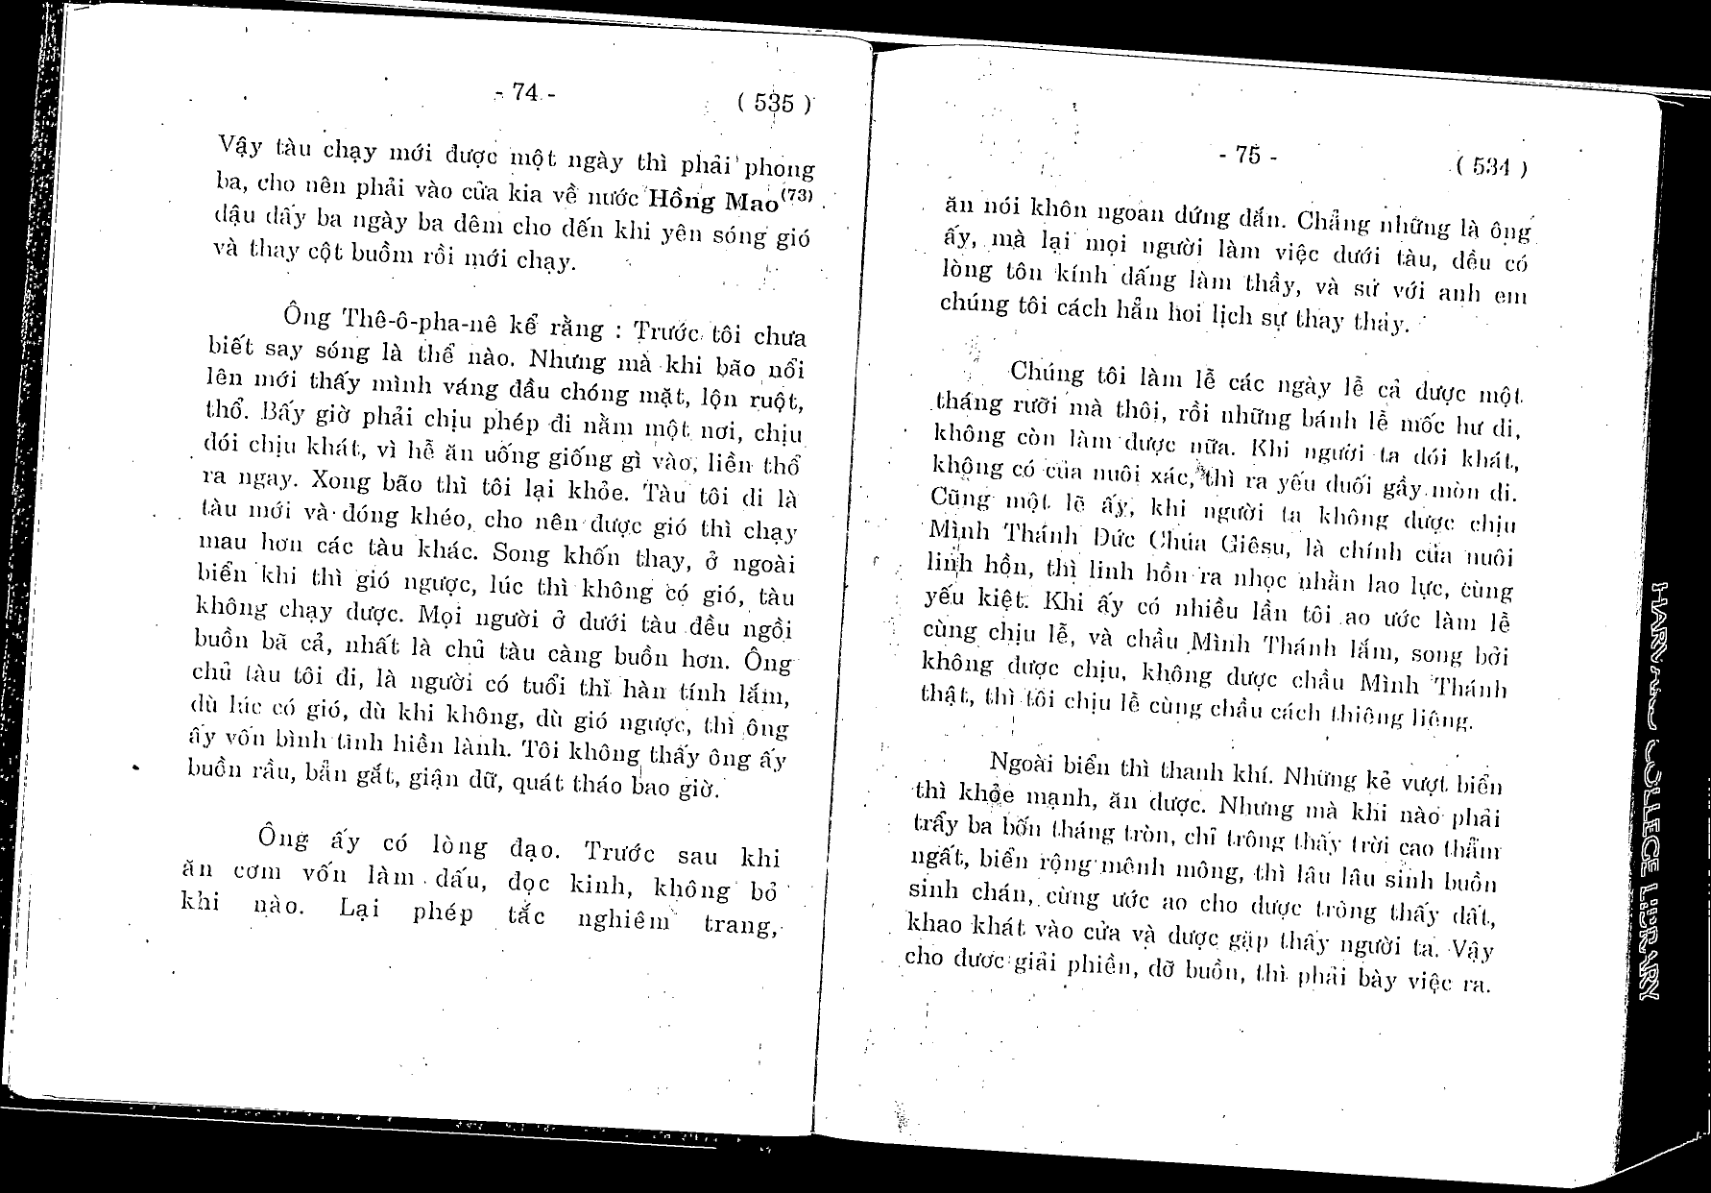 - 74 -
( 535 )
Vậy tàu chạy mới được một ngày thì phải phong
ba, cho nên phải vào cửa kia về nước Hồng Mao(73)
đậu đấy ba ngày ba đêm cho đến khi yên sóng gió
và thay cột buồm rồi mới chạy.
Ông Thê-ô-pha-nê kể rằng : Trước tôi chưa
biết say sóng là thể nào. Nhưng mà khi bão nổi
lên mới thấy mình váng đầu chóng mặt, lộn ruột,
thổ. Bấy giờ phải chịu phép đi nằm một nơi, chịu
đói chịu khát, vì hễ ăn uống giống gì vào, liền thổ
ra ngay. Xong bão thì tôi lại khỏe. Tàu tôi đi là
tàu mới và đóng khéo, cho nên được gió thì chạy
mau hơn các tàu khác. Song khốn thay, ở ngoài
biển khi thì gió ngược, lúc thì không có gió, tàu
không chạy được. Mọi người ở dưới tàu đều ngồi
buồn bã cả, nhất là chủ tàu càng buồn hơn. Ông
chủ tàu tôi đi, là người có tuổi thì hàn tính lắm,
dù lúc có gió, dù khi không, dù gió ngược, thì ông
ấy vốn bình tĩnh hiền lành. Tôi không thấy ông ấy
buồn rầu, bẳn gắt, giận dữ, quát tháo bao giờ.
Ông ấy có lòng đạo. Trước sau khi
ăn cơm vốn làm dấu, đọc kinh, không bỏ
khi nào. Lại phép tắc nghiêm trang,
- 75 -
( 534 )
ăn nói khôn ngoan đứng đắn. Chẳng những là ông
ấy, mà lại mọi người làm việc dưới tàu, đều có
lòng tôn kính đấng làm thầy, và sử với anh em
chúng tôi cách hẳn hoi lịch sự thay thảy.
Chúng tôi làm lễ các ngày lễ cả được một
tháng rưỡi mà thôi, rồi những bánh lễ mốc hư đi,
không còn làm được nữa. Khi người ta đói khát,
không có của nuôi xác, thì ra yếu đuối gầy mòn đi.
Cũng một lẽ ấy, khi người ta không được chịu
Mình Thánh Đức Chúa Giêsu, là chính của nuôi
linh hồn, thì linh hồn ra nhọc nhằn lao lực, cùng
yếu kiệt. Khi ấy có nhiều lần tôi ao ước làm lễ
cùng chịu lễ, và chầu Mình Thánh lắm, song bởi
không được chịu, không được chầu Mình Thánh
thật, thì tôi chịu lễ cùng chầu cách thiêng liêng.
Ngoài biển thì thanh khí. Những kẻ vượt biển
thì khỏe mạnh, ăn được. Nhưng mà khi nào phải
trẩy ba bốn tháng tròn, chỉ trông thấy trời cao thẳm
ngất, biển rộng mênh mông, thì lâu lâu sinh buồn
sinh chán, cùng ước ao cho được trông thấy đất,
khao khát vào cửa và được gặp thấy người ta. Vậy
cho được giải phiền, dỡ buồn, thì phải bày việc ra.
HARVARD COLLEGE LIBRARY